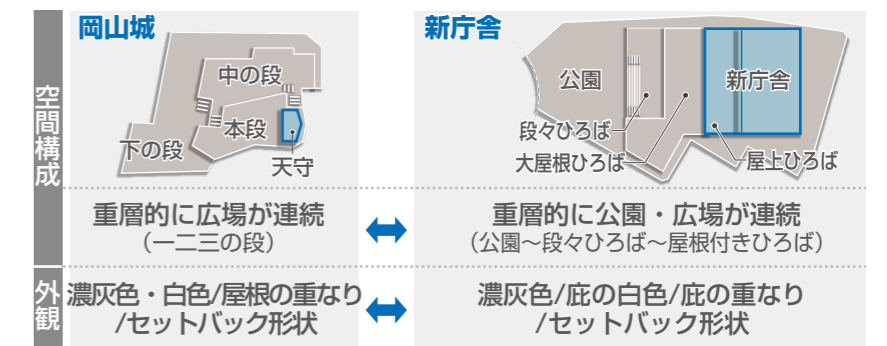 岡山城
新庁舎
空間構成
中の段
本段
下の段
天守
公園
新庁舎
段々ひろば
大屋根ひろば
屋上ひろば
重層的に広場が連続
（一二三の段）
重層的に公園・広場が連続
（公園～段々ひろば～屋根付きひろば）
外観
濃灰色・白色/屋根の重なり
/セットバック形状
濃灰色/庇の白色/庇の重なり
/セットバック形状